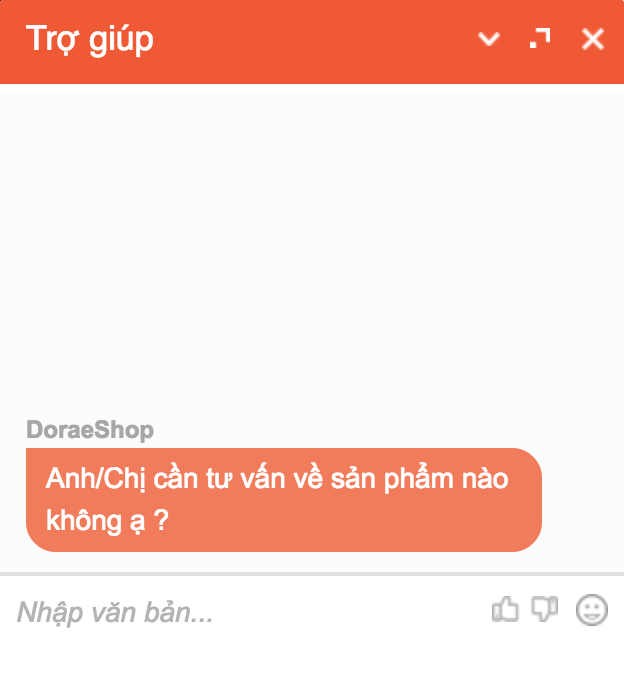 Trợ giúp
DoraeShop
Anh/Chị cần tư vấn về sản phẩm nào
không ạ ?
Nhập văn bản...